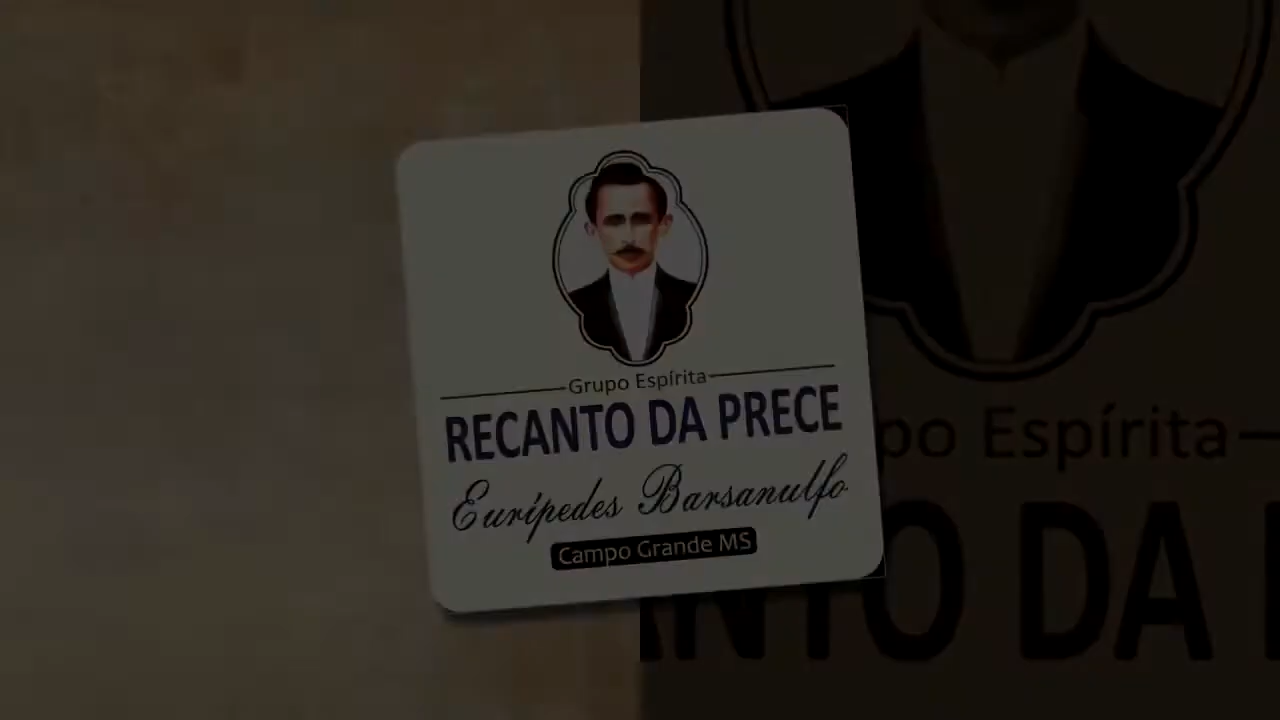 Grupo Espírita
RECANTO DA PRECE
Eurípedes Barsanulfo
Campo Grande MS
po Espírita
NTO DA